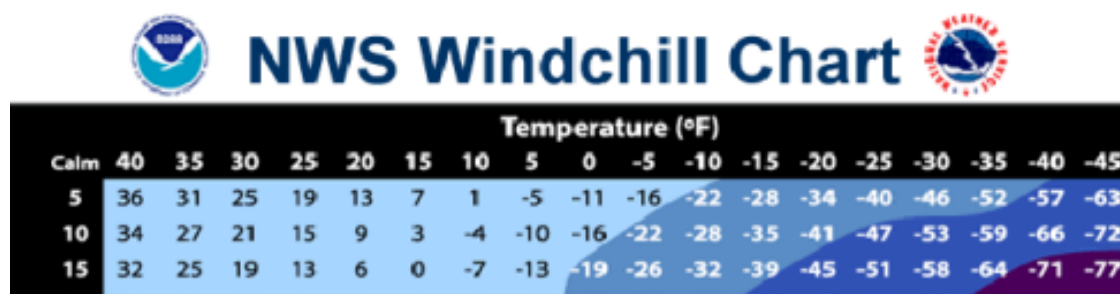 NOAA
NWS Windchill Chart
NATIONAL WEATHER SERVICE
Temperature (°F)
Calm 40 35 30 25 20 15 10 5 0 -5 -10 -15 -20 -25 -30 -35 -40 -45
5 36 31 25 19 13 7 1 -5 -11 -16 -22 -28 -34 -40 -46 -52 -57 -63
10 34 27 21 15 9 3 -4 -10 -16 -22 -28 -35 -41 -47 -53 -59 -66 -72
15 32 25 19 13 6 0 -7 -13 -19 -26 -32 -39 -45 -51 -58 -64 -71 -77